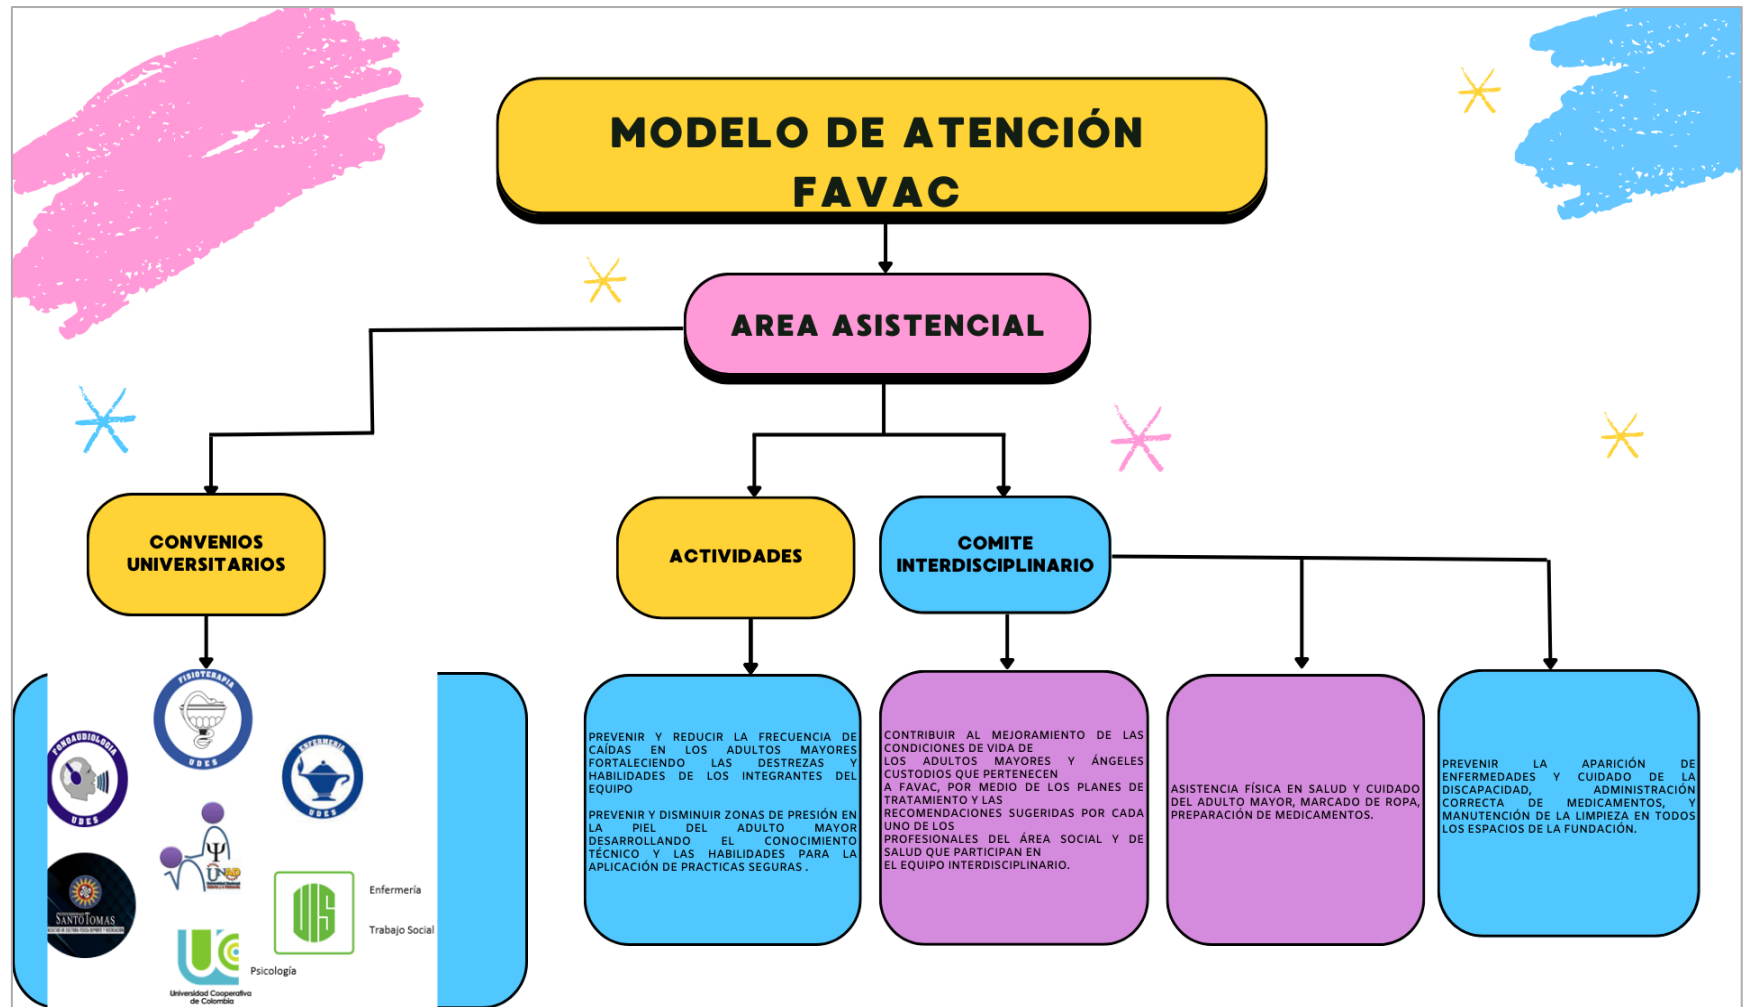 MODELO DE ATENCIÓN
FAVAC
AREA ASISTENCIAL
CONVENIOS
UNIVERSITARIOS
ACTIVIDADES
COMITE
INTERDISCIPLINARIO
FISIOTERAPIA
UDES
FONOAUDIOLOGIA
UDES
ENFERMERIA
UDES
UNAD
SANTO TOMAS
UIS
Enfermería
Trabajo Social
UC
Psicología
Universidad Cooperativa
de Colombia
PREVENIR Y REDUCIR LA FRECUENCIA DE
CAÍDAS EN LOS ADULTOS MAYORES
FORTALECIENDO LAS DESTREZAS Y
HABILIDADES DE LOS INTEGRANTES DEL
EQUIPO
PREVENIR Y DISMINUIR ZONAS DE PRESIÓN EN
LA PIEL DEL ADULTO MAYOR
DESARROLLANDO EL CONOCIMIENTO
TÉCNICO Y LAS HABILIDADES PARA LA
APLICACIÓN DE PRACTICAS SEGURAS .
CONTRIBUIR AL MEJORAMIENTO DE LAS
CONDICIONES DE VIDA DE
LOS ADULTOS MAYORES Y ÁNGELES
CUSTODIOS QUE PERTENECEN
A FAVAC, POR MEDIO DE LOS PLANES DE
TRATAMIENTO Y LAS
RECOMENDACIONES SUGERIDAS POR CADA
UNO DE LOS
PROFESIONALES DEL ÁREA SOCIAL Y DE
SALUD QUE PARTICIPAN EN
EL EQUIPO INTERDISCIPLINARIO.
ASISTENCIA FÍSICA EN SALUD Y CUIDADO
DEL ADULTO MAYOR, MARCADO DE ROPA,
PREPARACIÓN DE MEDICAMENTOS.
PREVENIR LA APARICIÓN DE
ENFERMEDADES Y CUIDADO DE LA
DISCAPACIDAD, ADMINISTRACIÓN
CORRECTA DE MEDICAMENTOS, Y
MANUTENCIÓN DE LA LIMPIEZA EN TODOS
LOS ESPACIOS DE LA FUNDACIÓN.